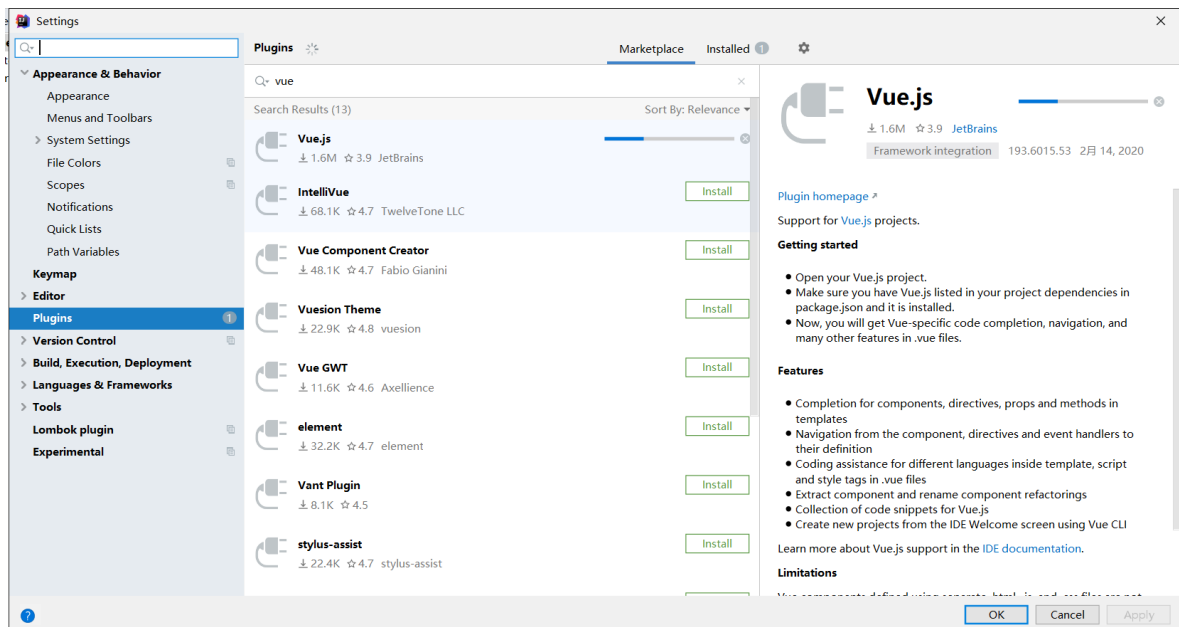 Settings
Appearance & Behavior
Appearance
Menus and Toolbars
System Settings
File Colors
Scopes
Notifications
Quick Lists
Path Variables
Keymap
Editor
Plugins 1
Version Control
Build, Execution, Deployment
Languages & Frameworks
Tools
Lombok plugin
Experimental
?
Plugins
Marketplace
Installed 1
vue
Search Results (13)
Sort By: Relevance
Vue.js
1.6M 3.9 JetBrains
IntelliVue
Install
68.1K 4.7 TwelveTone LLC
Vue Component Creator
Install
48.1K 4.7 Fabio Gianini
Vuesion Theme
Install
22.9K 4.8 vuesion
Vue GWT
Install
11.6K 4.6 Axellience
element
Install
32.2K 4.7 element
Vant Plugin
Install
8.1K 4.5
stylus-assist
Install
22.4K 4.7 stylus-assist
Vue.js
1.6M 3.9 JetBrains
Framework integration 193.6015.53 2月 14, 2020
Plugin homepage
Support for Vue.js projects.
Getting started
Open your Vue.js project.
Make sure you have Vue.js listed in your project dependencies in
package.json and it is installed.
Now, you will get Vue-specific code completion, navigation, and
many other features in .vue files.
Features
Completion for components, directives, props and methods in
templates
Navigation from the component, directives and event handlers to
their definition
Coding assistance for different languages inside template, script
and style tags in .vue files
Extract component and rename component refactorings
Collection of code snippets for Vue.js
Create new projects from the IDE Welcome screen using Vue CLI
Learn more about Vue.js support in the IDE documentation.
Limitations
OK
Cancel
Apply